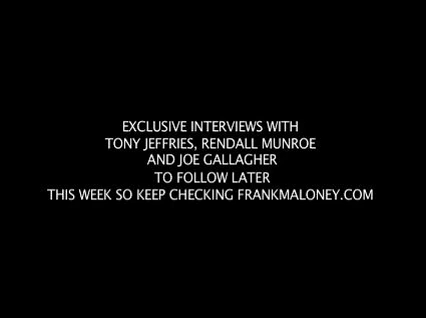 EXCLUSIVE INTERVIEWS WITH
TONY JEFFRIES, RENDALL MUNROE
AND JOE GALLAGHER
TO FOLLOW LATER
THIS WEEK SO KEEP CHECKING FRANKMALONEY.COM